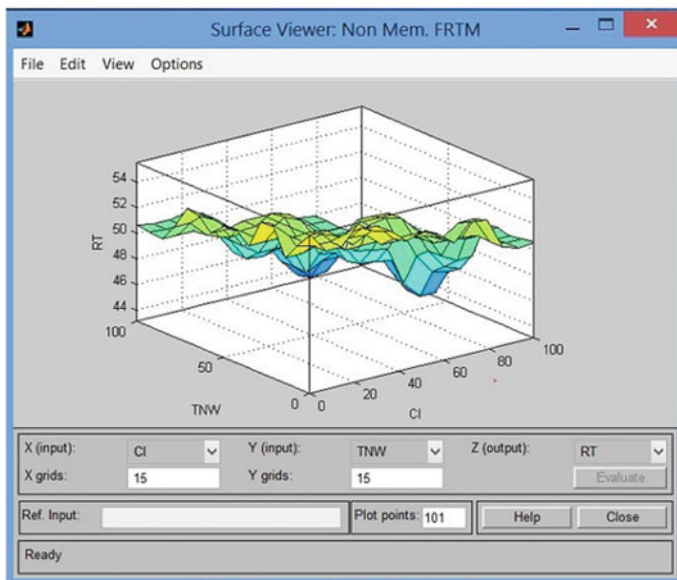 Surface Viewer: Non Mem. FRTM
File Edit View Options
54
52
50
48
46
44
RT
100
50
0
TNW
0
20
40
60
80
100
CI
X (input): CI Y (input): TNW Z (output): RT
X grids: 15 Y grids: 15 Evaluate
Ref. Input: Plot points: 101 Help Close
Ready